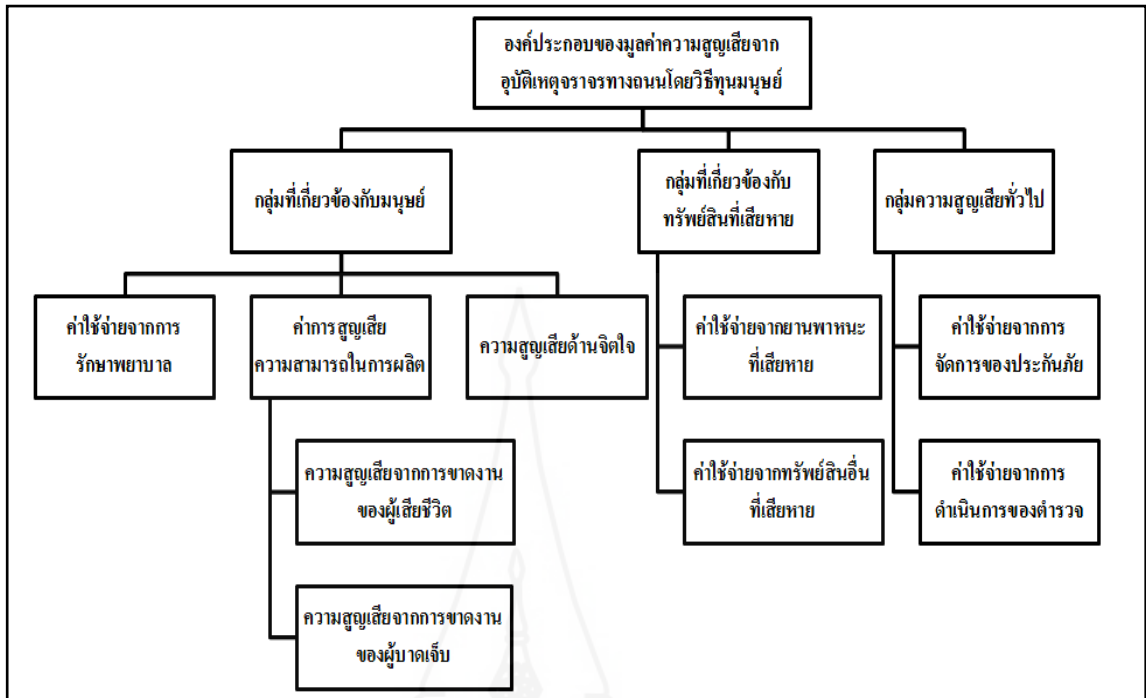 องค์ประกอบของมูลค่าความสูญเสียจาก
อุบัติเหตุจราจรทางถนนโดยวิธีทุนมนุษย์
กลุ่มที่เกี่ยวข้องกับมนุษย์
กลุ่มที่เกี่ยวข้องกับ
ทรัพย์สินที่เสียหาย
กลุ่มความสูญเสียทั่วไป
ค่าใช้จ่ายจากการ
รักษาพยาบาล
ค่าการสูญเสีย
ความสามารถในการผลิต
ความสูญเสียด้านจิตใจ
ค่าใช้จ่ายจากยานพาหนะ
ที่เสียหาย
ค่าใช้จ่ายจากการ
จัดการของประกันภัย
ความสูญเสียจากการขาดงาน
ของผู้เสียชีวิต
ค่าใช้จ่ายจากทรัพย์สินอื่น
ที่เสียหาย
ค่าใช้จ่ายจากการ
ดำเนินการของตำรวจ
ความสูญเสียจากการขาดงาน
ของผู้บาดเจ็บ